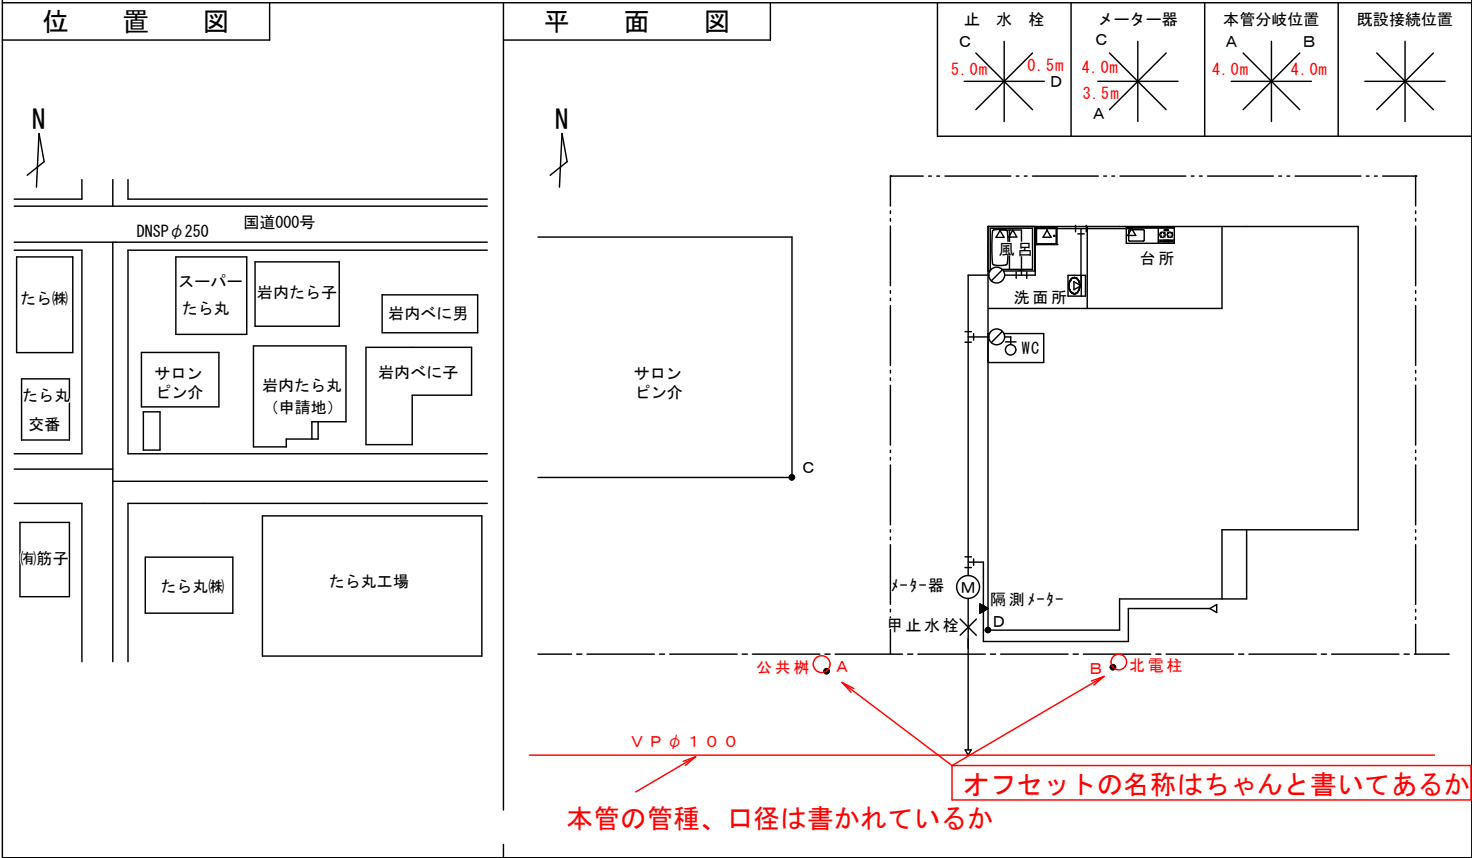 位置図
平面図
止水栓
C
5.0m
0.5m
D
メーター器
C
4.0m
3.5m
A
本管分岐位置
A
B
4.0m
4.0m
既設接続位置
N
国道000号
DNSPφ250
たら㈱
スーパー
たら丸
岩内たら子
岩内べに男
たら丸
交番
サロン
ピン介
岩内たら丸
(申請地)
岩内べに子
㈲筋子
たら丸㈱
たら丸工場
N
サロン
ピン介
C
風呂
台所
洗面所
WC
メーター器
M
隔測メーター
甲止水栓
D
公共桝
A
B
北電柱
VPφ100
オフセットの名称はちゃんと書いてあるか
本管の管種、口径は書かれているか